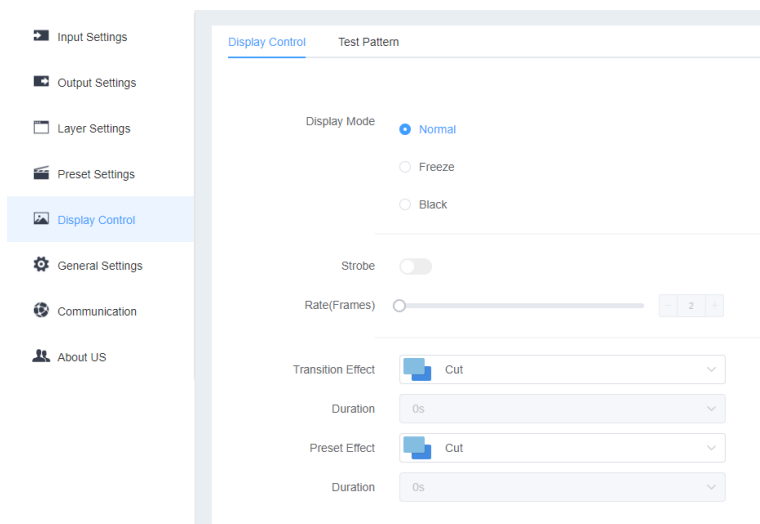 Input Settings
Output Settings
Layer Settings
Preset Settings
Display Control
General Settings
Communication
About US
Display Control Test Pattern
Display Mode
Normal
Freeze
Black
Strobe
Rate(Frames) - 2 +
Transition Effect Cut
Duration 0s
Preset Effect Cut
Duration 0s